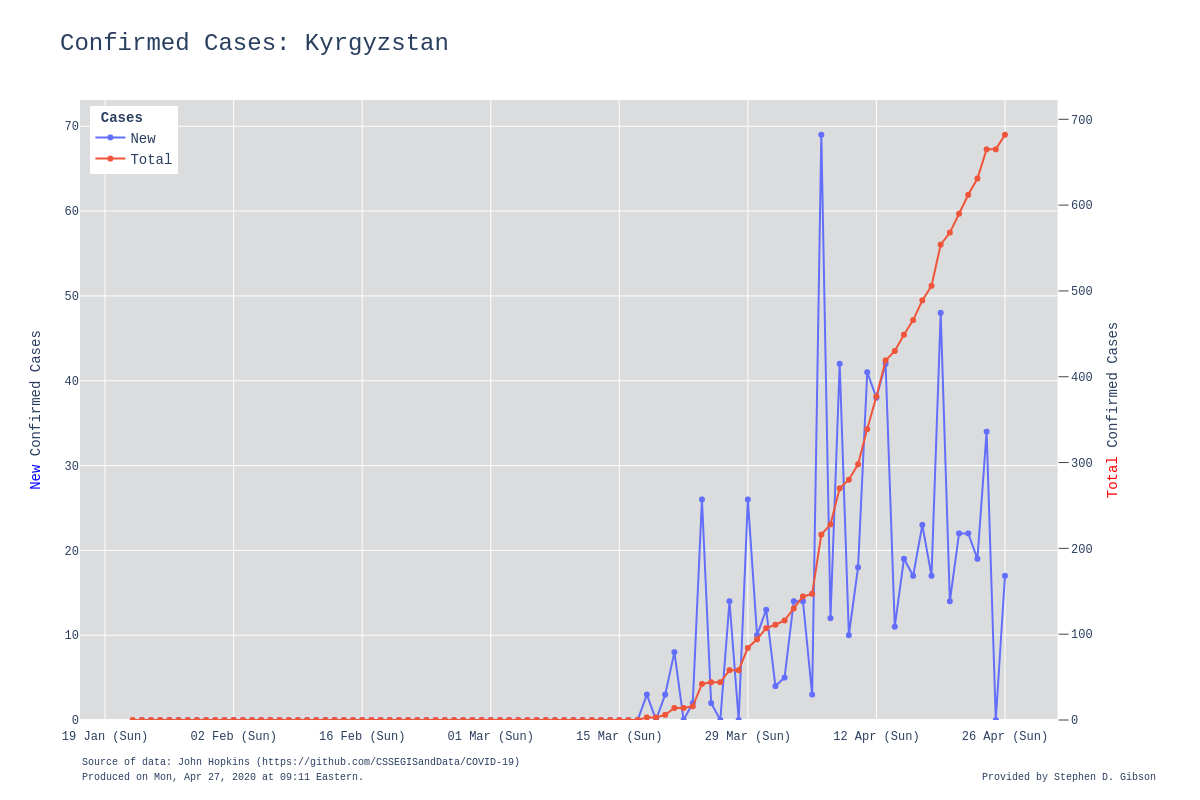 Confirmed Cases: Kyrgyzstan
Cases
New
Total
70
60
50
40
30
20
10
0
700
600
500
400
300
200
100
0
New Confirmed Cases
Total Confirmed Cases
19 Jan (Sun) 02 Feb (Sun) 16 Feb (Sun) 01 Mar (Sun) 15 Mar (Sun) 29 Mar (Sun) 12 Apr (Sun) 26 Apr (Sun)
Source of data: John Hopkins (https://github.com/CSSEGISandData/COVID-19)
Produced on Mon, Apr 27, 2020 at 09:11 Eastern.
Provided by Stephen D. Gibson